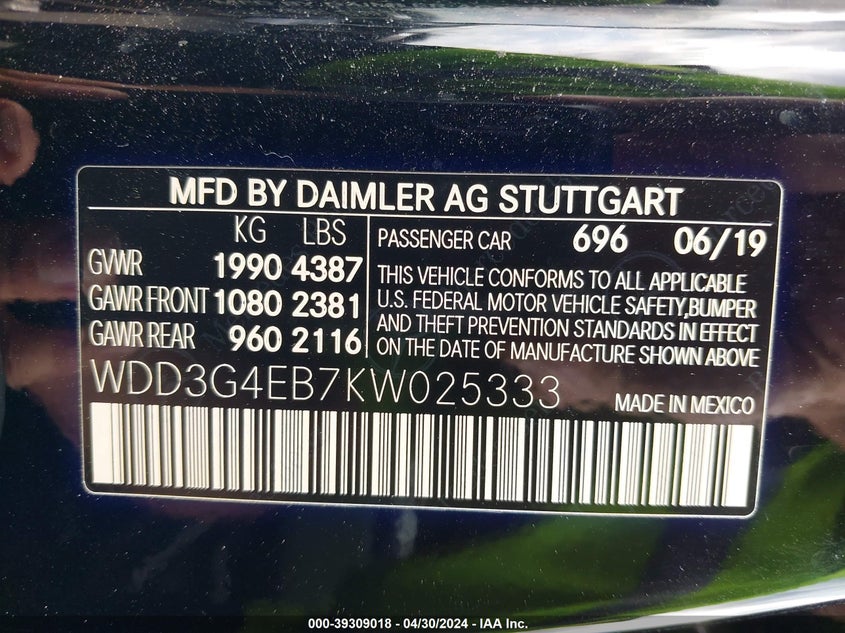 MFD BY DAIMLER AG STUTTGART
KG LBS
GVWR 1990 4387
GAWR FRONT 1080 2381
GAWR REAR 960 2116
PASSENGER CAR 696 06/19
THIS VEHICLE CONFORMS TO ALL APPLICABLE
U.S. FEDERAL MOTOR VEHICLE SAFETY,BUMPER
AND THEFT PREVENTION STANDARDS IN EFFECT
ON THE DATE OF MANUFACTURE SHOWN ABOVE
WDD3G4EB7KW025333
MADE IN MEXICO
000-39309018 - 04/30/2024 - IAA Inc.